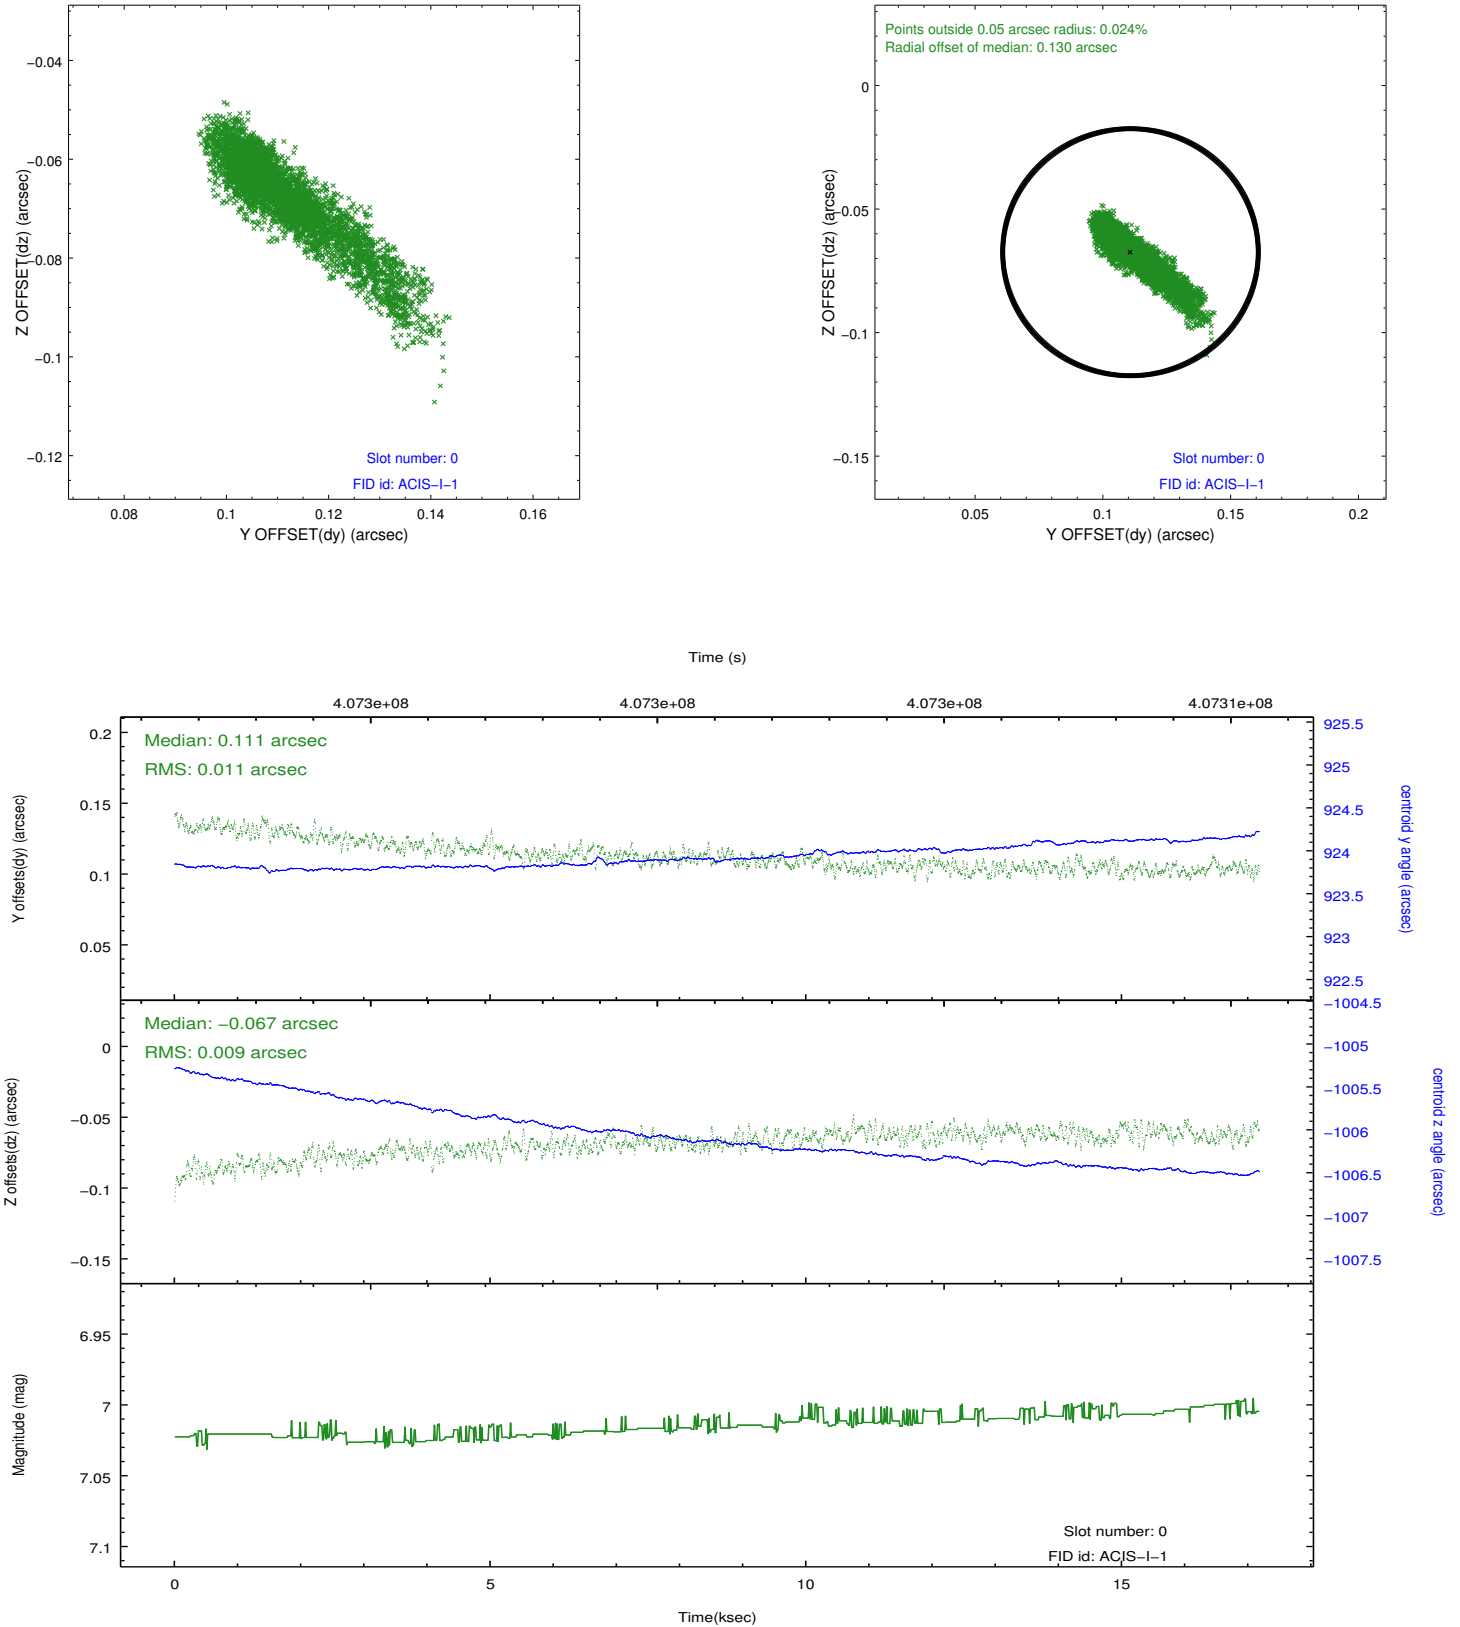 −0.04
−0.06
−0.08
−0.1
−0.12
Z OFFSET(dz) (arcsec)
Slot number: 0
FID id: ACIS−I−1
0.08 0.1 0.12 0.14 0.16
Y OFFSET(dy) (arcsec)
Points outside 0.05 arcsec radius: 0.024%
Radial offset of median: 0.130 arcsec
0
−0.05
−0.1
−0.15
Z OFFSET(dz) (arcsec)
Slot number: 0
FID id: ACIS−I−1
0.05 0.1 0.15 0.2
Y OFFSET(dy) (arcsec)
Time (s)
4.073e+08 4.073e+08 4.073e+08 4.0731e+08
Median: 0.111 arcsec
RMS: 0.011 arcsec
0.2
0.15
0.1
0.05
Y offsets(dy) (arcsec)
925.5
925
924.5
924
923.5
923
922.5
centroid y angle (arcsec)
Median: −0.067 arcsec
RMS: 0.009 arcsec
0
−0.05
−0.1
−0.15
Z offsets(dz) (arcsec)
−1004.5
−1005
−1005.5
−1006
−1006.5
−1007
−1007.5
centroid z angle (arcsec)
6.95
7
7.05
7.1
Magnitude (mag)
Slot number: 0
FID id: ACIS−I−1
0 5 10 15
Time(ksec)